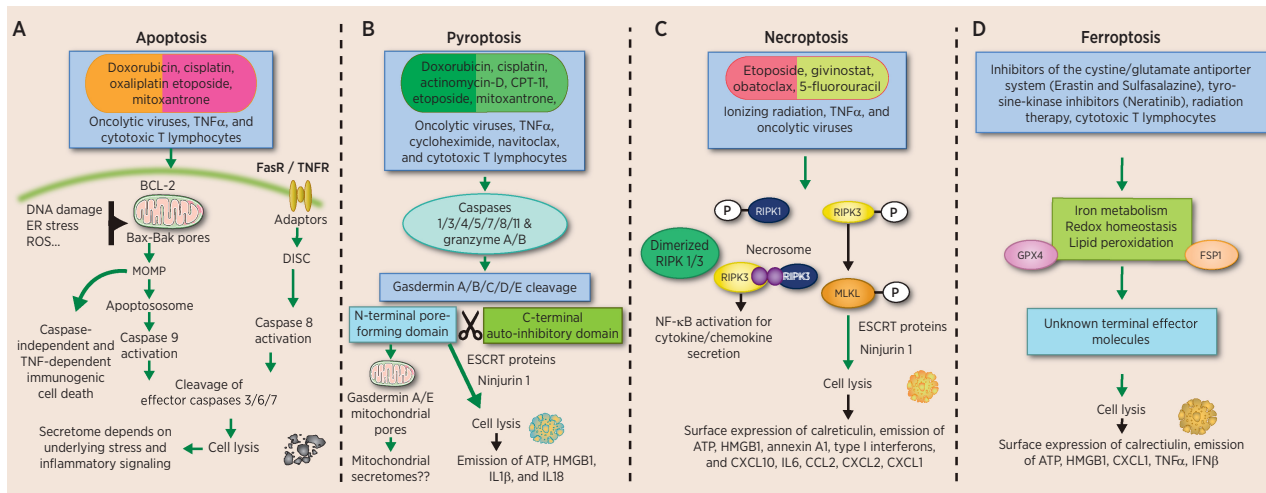 A
Apoptosis
Doxorubicin, cisplatin,
oxaliplatin etoposide,
mitoxantrone
Oncolytic viruses, TNFα, and
cytotoxic T lymphocytes
FasR / TNFR
BCL-2
DNA damage
ER stress
ROS...
Bax-Bak pores
Adaptors
MOMP
DISC
Apoptososome
Caspase-
independent and
TNF-dependent
immunogenic
cell death
Caspase 9
activation
Caspase 8
activation
Cleavage of
effector caspases 3/6/7
Secretome depends on
underlying stress and
inflammatory signaling
Cell lysis
B
Pyroptosis
Doxorubicin, cisplatin,
actinomycin-D, CPT-11,
etoposide, mitoxantrone,
Oncolytic viruses, TNFα,
cycloheximide, navitoclax,
and cytotoxic T lymphocytes
Caspases
1/3/4/5/7/8/11 &
granzyme A/B
Gasdermin A/B/C/D/E cleavage
N-terminal pore-
forming domain
C-terminal
auto-inhibitory domain
ESCRT proteins
Ninjurin 1
Gasdermin A/E
mitochondrial
pores
Cell lysis
Mitochondrial
secretomes??
Emission of ATP, HMGB1,
IL1β, and IL18
C
Necroptosis
Etoposide, givinostat,
obatoclax, 5-fluorouracil
Ionizing radiation, TNFα, and
oncolytic viruses
P
RIPK1
RIPK3
P
Dimerized
RIPK 1/3
Necrosome
RIPK3
RIPK3
MLKL
P
NF-κB activation for
cytokine/chemokine
secretion
ESCRT proteins
Ninjurin 1
Cell lysis
Surface expression of calreticulin, emission of
ATP, HMGB1, annexin A1, type I interferons,
and CXCL10, IL6, CCL2, CXCL2, CXCL1
D
Ferroptosis
Inhibitors of the cystine/glutamate antiporter
system (Erastin and Sulfasalazine), tyro-
sine-kinase inhibitors (Neratinib), radiation
therapy, cytotoxic T lymphocytes
Iron metabolism
Redox homeostasis
Lipid peroxidation
GPX4
FSP1
Unknown terminal effector
molecules
Cell lysis
Surface expression of calrectiulin, emission
of ATP, HMGB1, CXCL1, TNFα, IFNβ